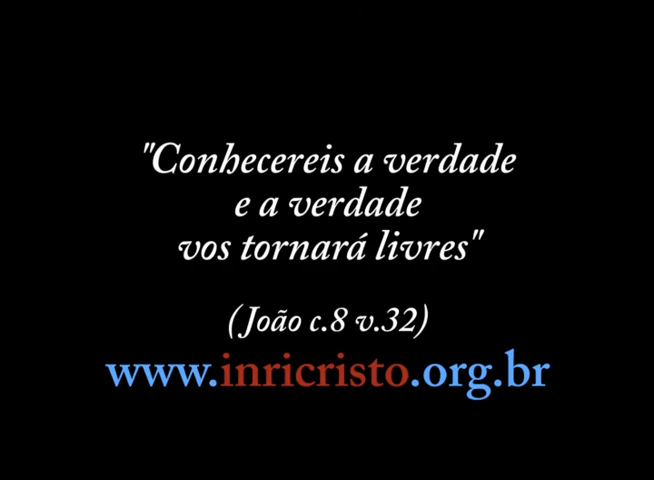 "Conhecereis a verdade
e a verdade
vos tornará livres"
(João c.8 v.32)
www.inricristo.org.br